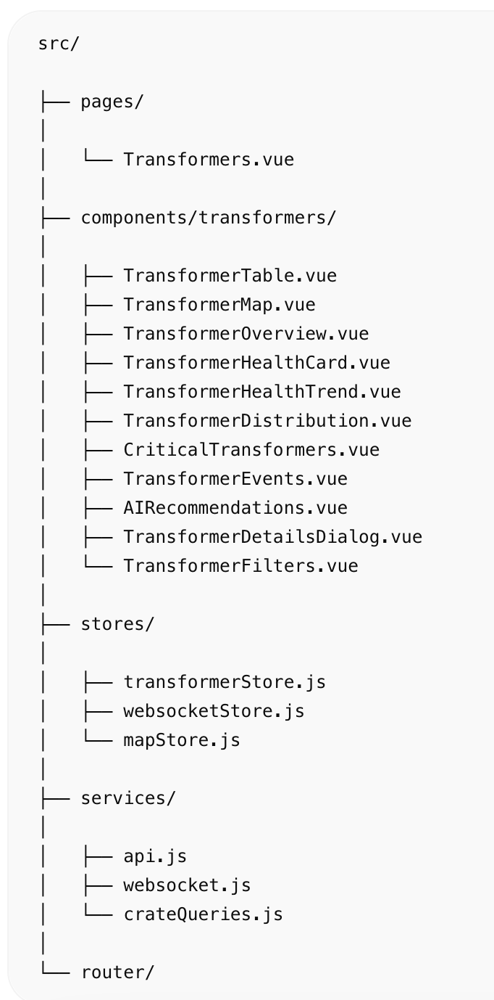 src/
├── pages/
│
│   └── Transformers.vue
│
├── components/transformers/
│
│   ├── TransformerTable.vue
│   ├── TransformerMap.vue
│   ├── TransformerOverview.vue
│   ├── TransformerHealthCard.vue
│   ├── TransformerHealthTrend.vue
│   ├── TransformerDistribution.vue
│   ├── CriticalTransformers.vue
│   ├── TransformerEvents.vue
│   ├── AIRecommendations.vue
│   ├── TransformerDetailsDialog.vue
│   └── TransformerFilters.vue
│
├── stores/
│
│   ├── transformerStore.js
│   ├── websocketStore.js
│   └── mapStore.js
│
├── services/
│
│   ├── api.js
│   ├── websocket.js
│   └── crateQueries.js
│
└── router/